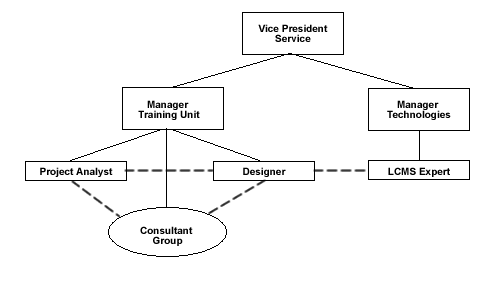 Vice President
Service
Manager
Training Unit
Manager
Technologies
Project Analyst
Designer
LCMS Expert
Consultant
Group